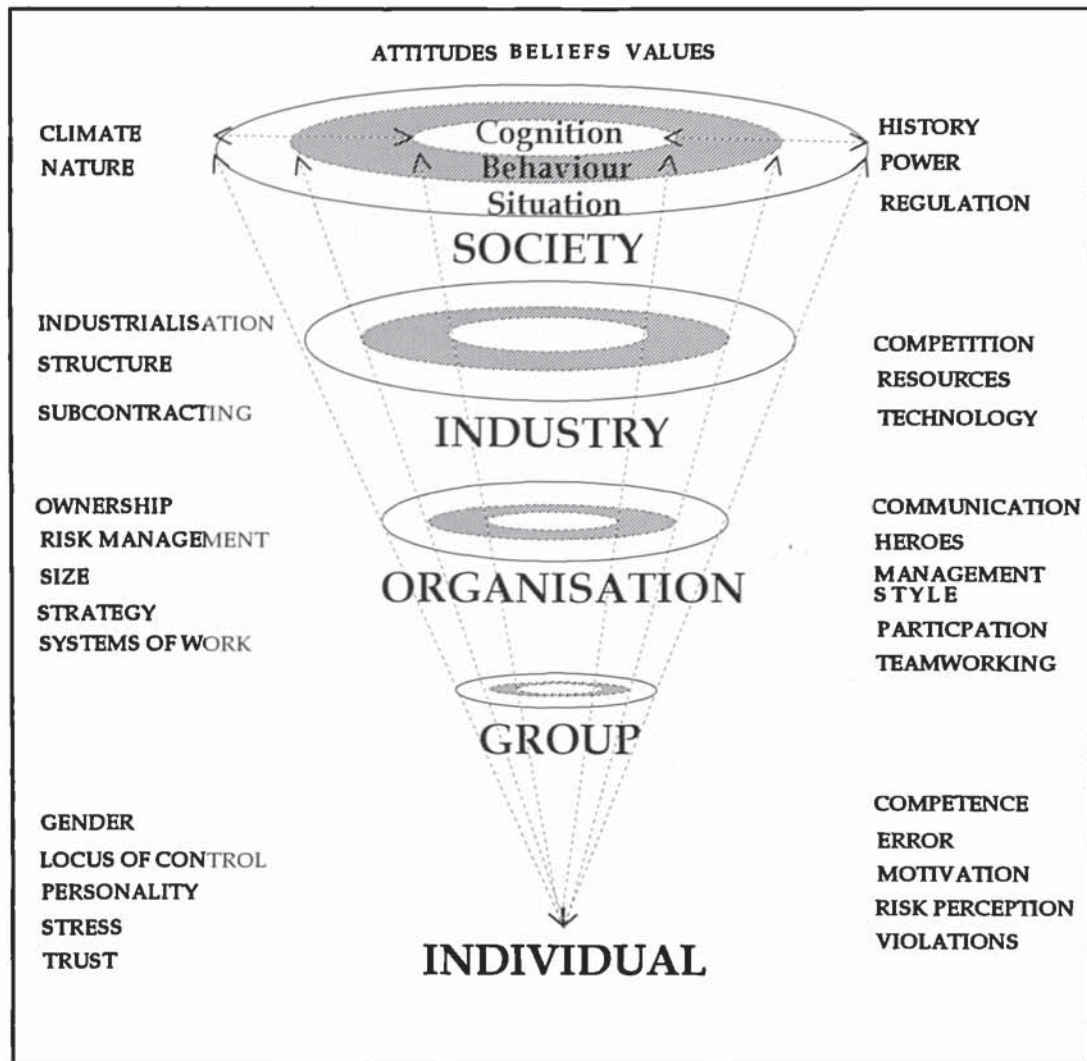 ATTITUDES BELIEFS VALUES
CLIMATE
NATURE
Cognition
Behaviour
Situation
SOCIETY
HISTORY
POWER
REGULATION
INDUSTRIALISATION
STRUCTURE
SUBCONTRACTING
INDUSTRY
COMPETITION
RESOURCES
TECHNOLOGY
OWNERSHIP
RISK MANAGEMENT
SIZE
STRATEGY
SYSTEMS OF WORK
ORGANISATION
COMMUNICATION
HEROES
MANAGEMENT
STYLE
PARTICPATION
TEAMWORKING
GROUP
GENDER
LOCUS OF CONTROL
PERSONALITY
STRESS
TRUST
COMPETENCE
ERROR
MOTIVATION
RISK PERCEPTION
VIOLATIONS
INDIVIDUAL